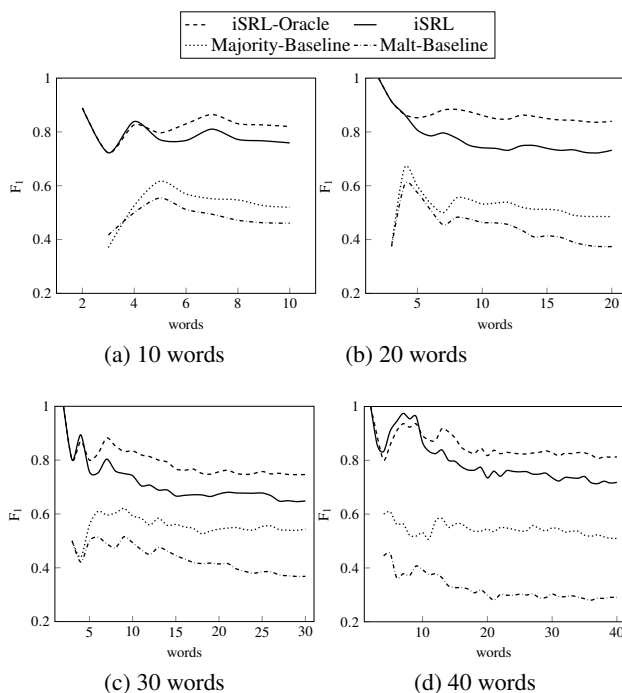 iSRL-Oracle iSRL
Majority-Baseline Malt-Baseline
1
0.8
0.6
0.4
0.2
F1
2 4 6 8 10
words
(a) 10 words
1
0.8
0.6
0.4
0.2
F1
5 10 15 20
words
(b) 20 words
1
0.8
0.6
0.4
0.2
F1
5 10 15 20 25 30
words
(c) 30 words
1
0.8
0.6
0.4
0.2
F1
10 20 30 40
words
(d) 40 words